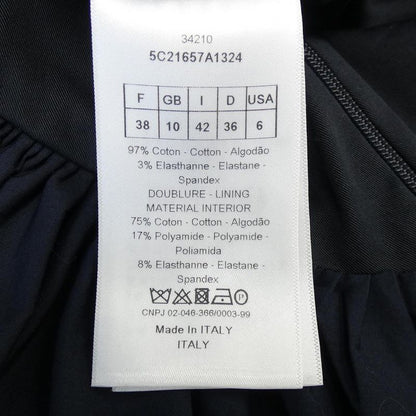 34210
5C21657A1324
F GB I D USA
38 10 42 36 6
97% Coton - Cotton - Algodão
3% Elasthanne - Elastane -
Spandex
DOUBLURE - LINING
MATERIAL INTERIOR
75% Coton - Cotton - Algodão
17% Polyamide - Polyamide -
Poliamida
8% Elasthanne - Elastane -
Spandex
CNPJ 02-046-366/0003-99
Made In ITALY
ITALY